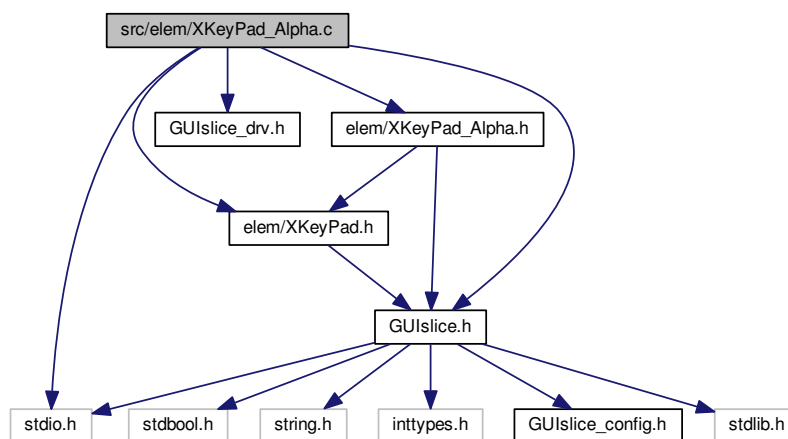 src/elem/XKeyPad_Alpha.c
GUIslice_drv.h
elem/XKeyPad_Alpha.h
elem/XKeyPad.h
GUIslice.h
stdio.h
stdbool.h
string.h
inttypes.h
GUIslice_config.h
stdlib.h